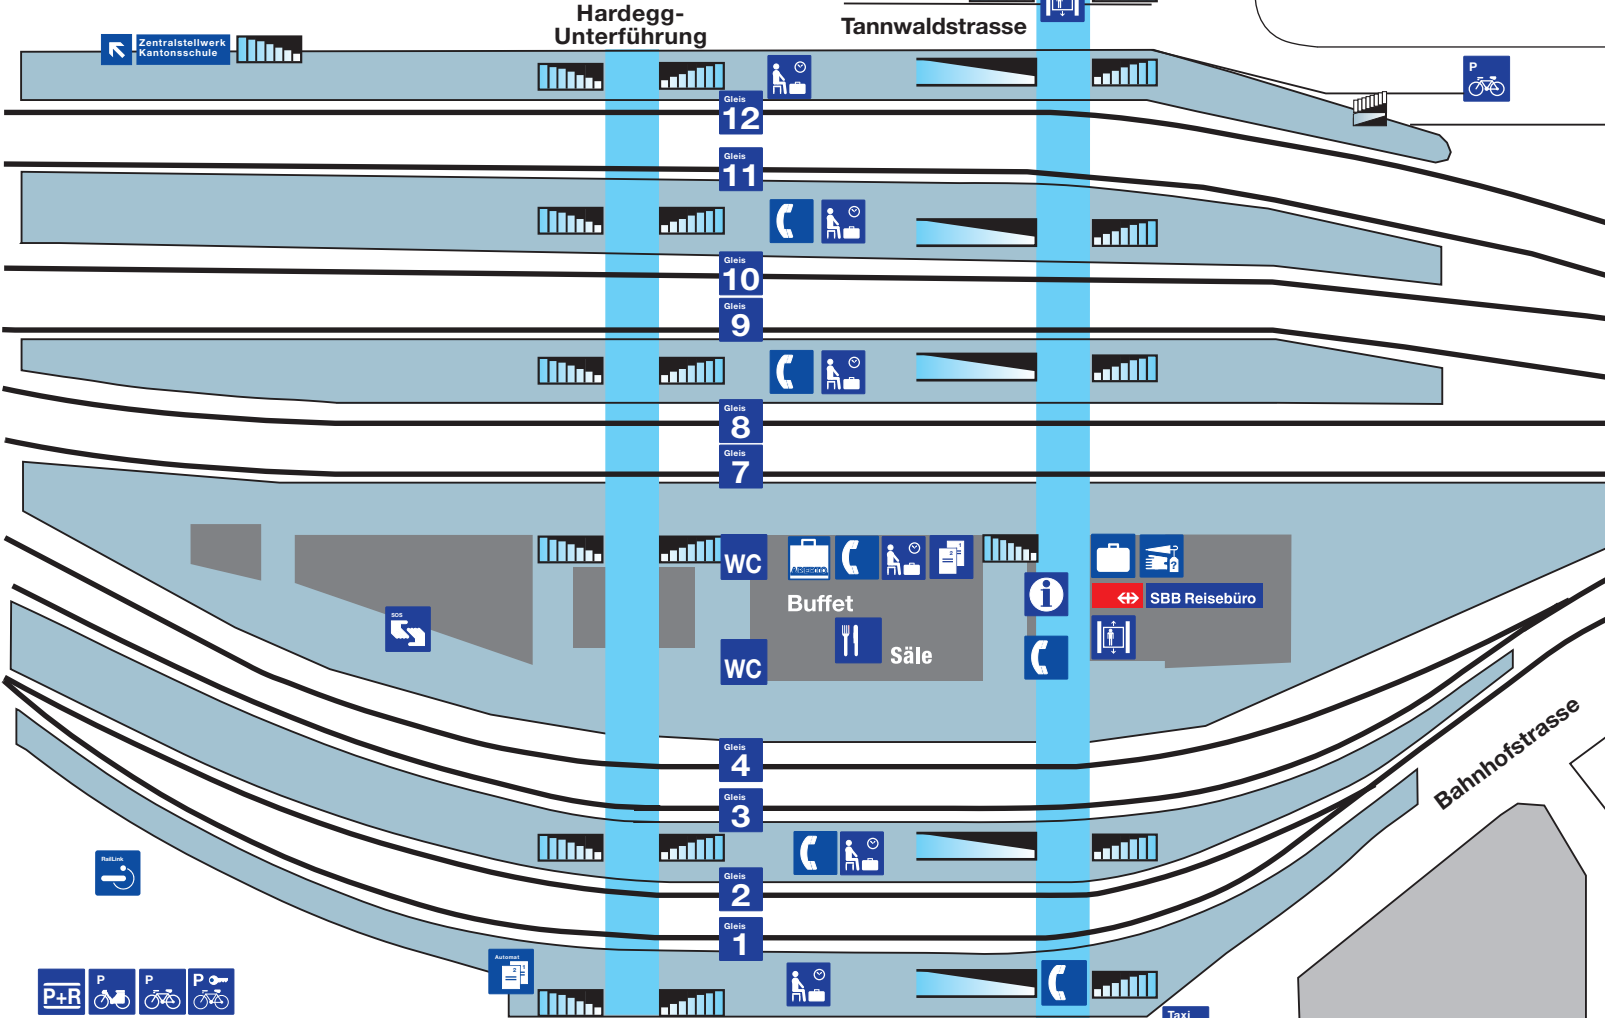 Hardegg-
Unterführung
Tannwaldstrasse
Zentralstellwerk
Kantonsschule
P
Gleis
12
Gleis
11
Gleis
10
Gleis
9
Gleis
8
Gleis
7
WC
SOS
Buffet
SBB Reisebüro
Säle
WC
Gleis
4
Gleis
3
Bahnhofstrasse
RailLink
Gleis
2
Gleis
1
Automat
P+R
P
P
P
Taxi